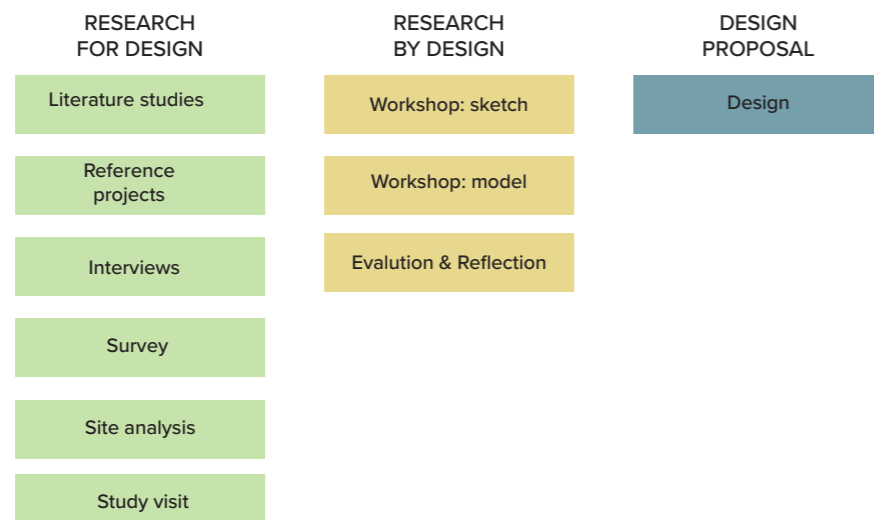 RESEARCH
FOR DESIGN
Literature studies
Reference
projects
Interviews
Survey
Site analysis
Study visit
RESEARCH
BY DESIGN
Workshop: sketch
Workshop: model
Evalution & Reflection
DESIGN
PROPOSAL
Design